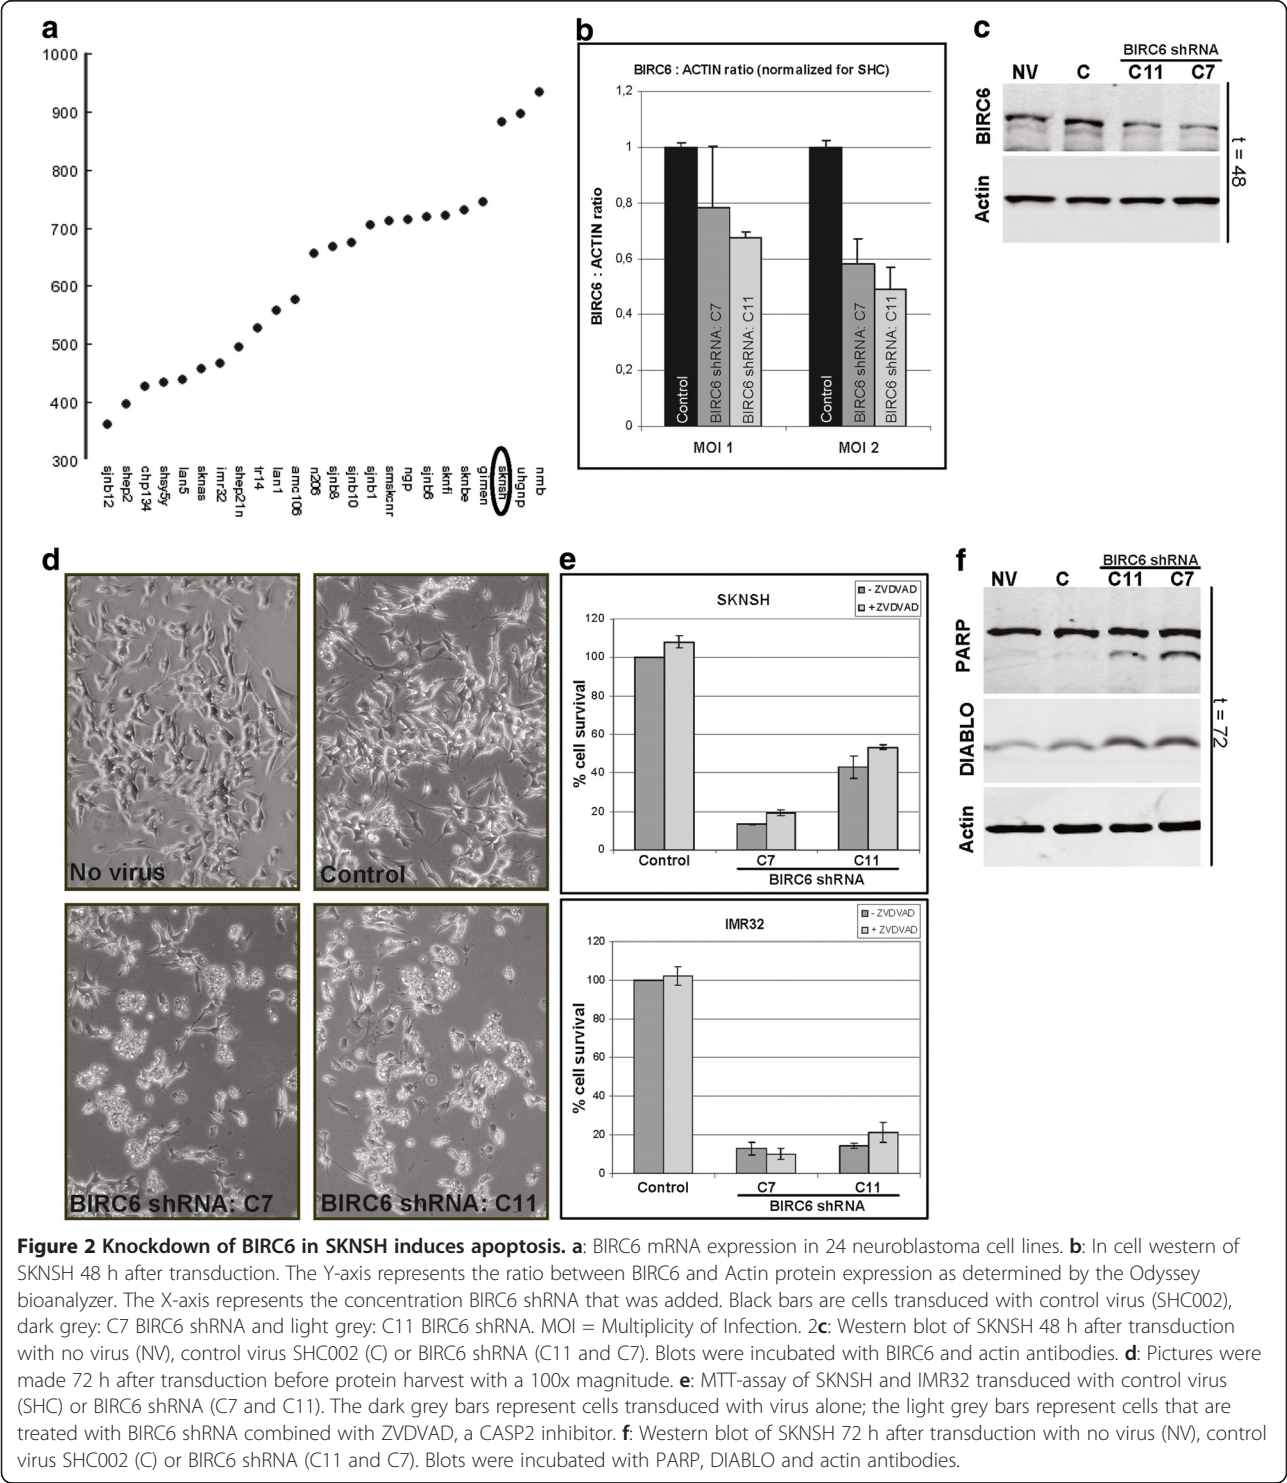 a
1000
900
800
700
600
500
400
300
sjnb12
shep2
chp134
shsy5y
lan5
sknas
imr32
shep21n
tr14
lan1
amc106
n206
sjnb8
sjnb10
sjnb1
smskcnr
ngp
sjnb6
sknfi
sknbe
gimen
sknsh
uhgnp
nmb
b
BIRC6 : ACTIN ratio (normalized for SHC)
BIRC6 : ACTIN ratio
1,2
1
0,8
0,6
0,4
0,2
0
Control
BIRC6 shRNA: C7
BIRC6 shRNA: C11
Control
BIRC6 shRNA: C7
BIRC6 shRNA: C11
MOI 1
MOI 2
c
BIRC6 shRNA
NV C C11 C7
BIRC6
Actin
t = 48
d
No virus
Control
BIRC6 shRNA: C7
BIRC6 shRNA: C11
e
SKNSH
- ZVDVAD
+ZVDVAD
% cell survival
120
100
80
60
40
20
0
Control C7 C11
BIRC6 shRNA
IMR32
- ZVDVAD
+ ZVDVAD
% cell survival
120
100
80
60
40
20
0
Control C7 C11
BIRC6 shRNA
f
BIRC6 shRNA
NV C C11 C7
PARP
DIABLO
Actin
t = 72
Figure 2 Knockdown of BIRC6 in SKNSH induces apoptosis. a: BIRC6 mRNA expression in 24 neuroblastoma cell lines. b: In cell western of
SKNSH 48 h after transduction. The Y-axis represents the ratio between BIRC6 and Actin protein expression as determined by the Odyssey
bioanalyzer. The X-axis represents the concentration BIRC6 shRNA that was added. Black bars are cells transduced with control virus (SHC002),
dark grey: C7 BIRC6 shRNA and light grey: C11 BIRC6 shRNA. MOI = Multiplicity of Infection. 2c: Western blot of SKNSH 48 h after transduction
with no virus (NV), control virus SHC002 (C) or BIRC6 shRNA (C11 and C7). Blots were incubated with BIRC6 and actin antibodies. d: Pictures were
made 72 h after transduction before protein harvest with a 100x magnitude. e: MTT-assay of SKNSH and IMR32 transduced with control virus
(SHC) or BIRC6 shRNA (C7 and C11). The dark grey bars represent cells transduced with virus alone; the light grey bars represent cells that are
treated with BIRC6 shRNA combined with ZVDVAD, a CASP2 inhibitor. f: Western blot of SKNSH 72 h after transduction with no virus (NV), control
virus SHC002 (C) or BIRC6 shRNA (C11 and C7). Blots were incubated with PARP, DIABLO and actin antibodies.